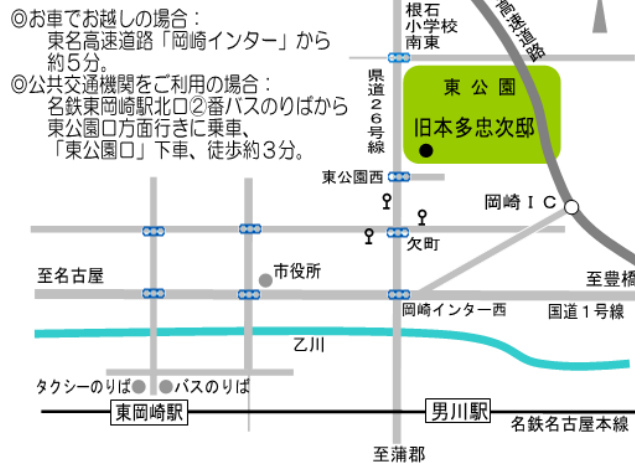 ◎お車でお越しの場合：
東名高速道路「岡崎インター」から
約５分。
◎公共交通機関をご利用の場合：
名鉄東岡崎駅北口②番バスのりばから
東公園口方面行きに乗車、
「東公園口」下車、徒歩約３分。
根石
小学校
南東
高速道路
県道２６号線
東公園
旧本多忠次邸
東公園西
岡崎ＩＣ
欠町
市役所
至名古屋
至豊橋
岡崎インター西
国道１号線
乙川
タクシーのりば
バスのりば
東岡崎駅
男川駅
名鉄名古屋本線
至蒲郡